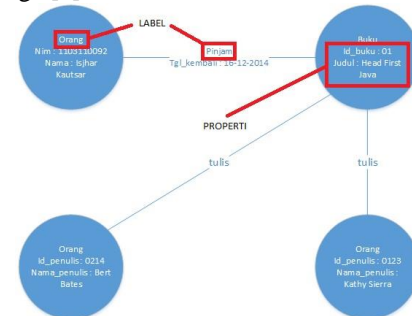 LABEL
Orang
Nim : 1103110092
Nama : Isjhar
Kautsar
Pinjam
Tgl_kembali : 16-12-2014
Buku
Id_buku : 01
Judul : Head First
Java
PROPERTI
tulis
tulis
Orang
Id_penulis : 0214
Nama_penulis : Bert
Bates
Orang
Id_penulis : 0123
Nama_penulis :
Kathy Sierra